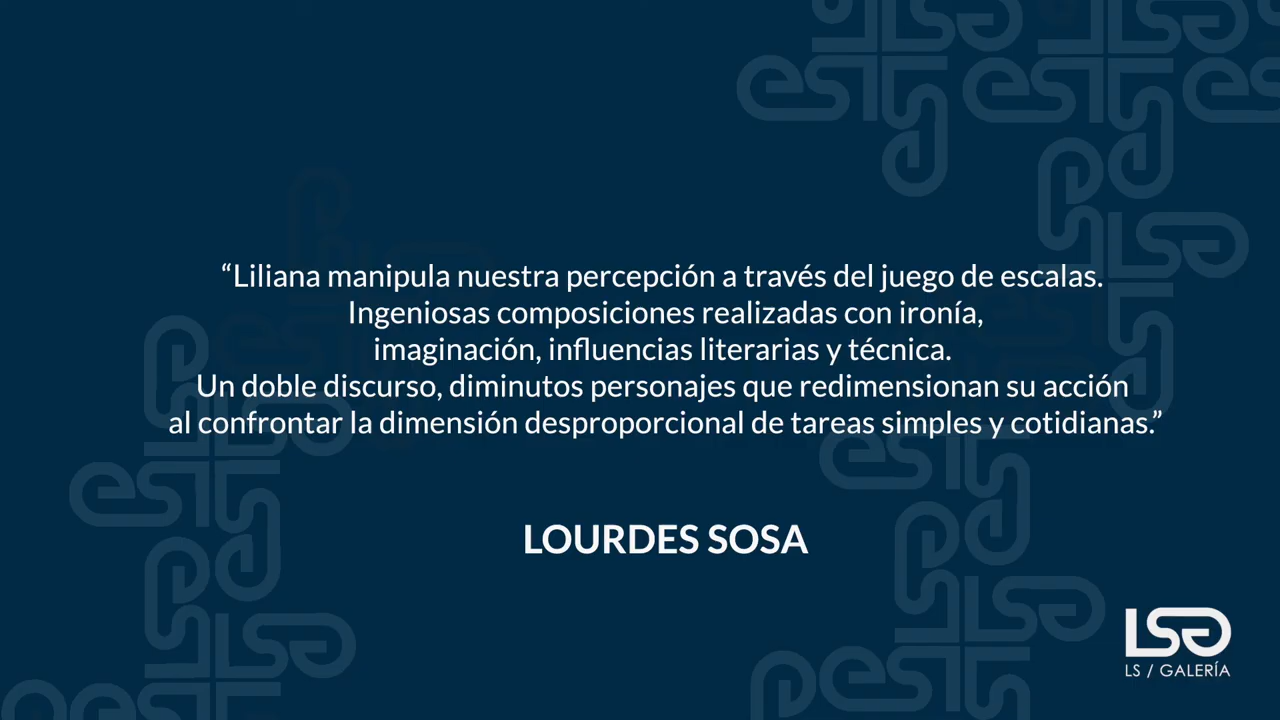 “Liliana manipula nuestra percepción a través del juego de escalas.
Ingeniosas composiciones realizadas con ironía,
imaginación, influencias literarias y técnica.
Un doble discurso, diminutos personajes que redimensionan su acción
al confrontar la dimensión desproporcional de tareas simples y cotidianas.”
LOURDES SOSA
LSG
LS / GALERÍA